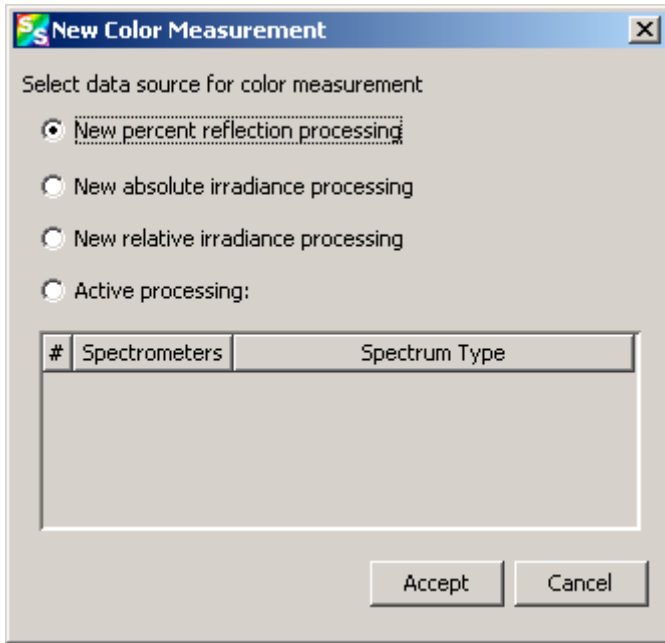 SS New Color Measurement
Select data source for color measurement
New percent reflection processing
New absolute irradiance processing
New relative irradiance processing
Active processing:
# Spectrometers Spectrum Type
Accept Cancel